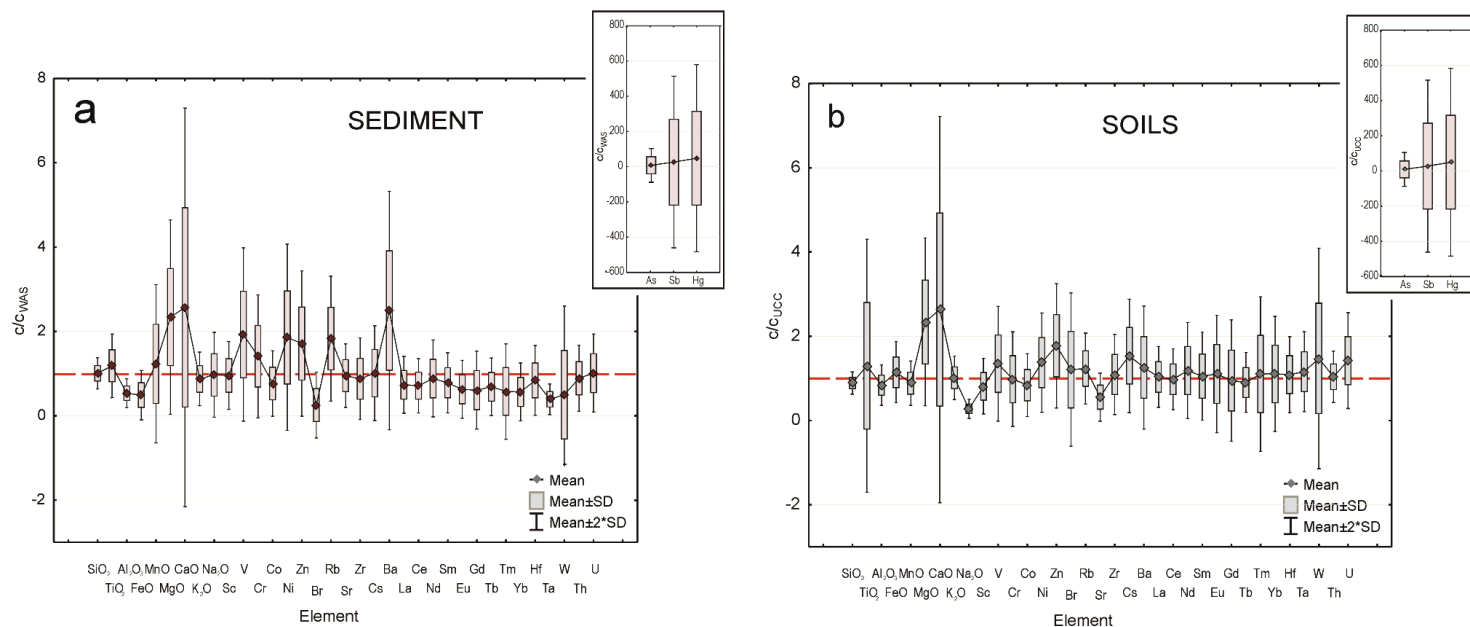 a
SEDIMENT
c/cWAS
8
6
4
2
0
-2
Mean
Mean±SD
Mean±2*SD
SiO₂ Al₂O₃ MnO CaO Na₂O V Co Zn Rb Zr Ba Ce Sm Gd Tm Hf W U
TiO₂ FeO MgO K₂O Sc Cr Ni Br Sr Cs La Nd Eu Tb Yb Ta Th
Element
c/cWAS
800
600
400
200
0
-200
-400
-600
As Sb Hg
b
SOILS
c/cUCC
8
6
4
2
0
-2
Mean
Mean±SD
Mean±2*SD
SiO₂ Al₂O₃ MnO CaO Na₂O V Co Zn Rb Zr Ba Ce Sm Gd Tm Hf W U
TiO₂ FeO MgO K₂O Sc Cr Ni Br Sr Cs La Nd Eu Tb Yb Ta Th
Element
c/cUCC
800
600
400
200
0
-200
-400
-600
As Sb Hg